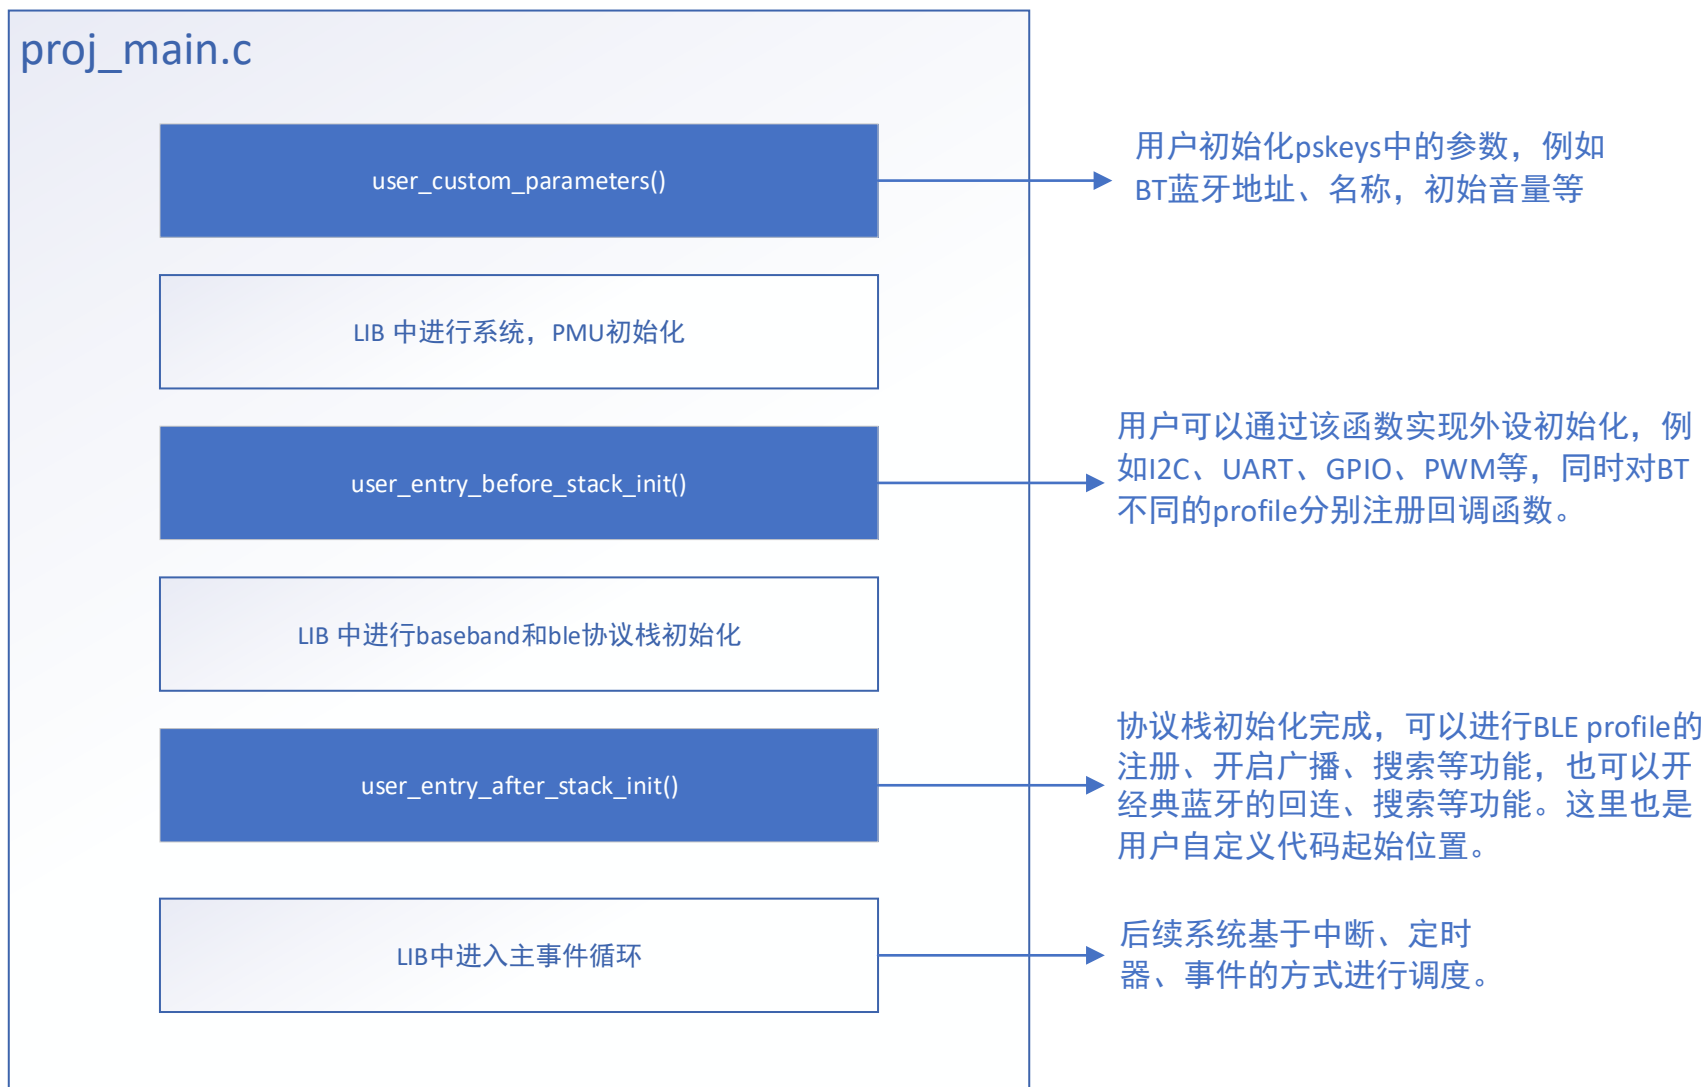 proj_main.c
user_custom_parameters()
用户初始化pskeys中的参数，例如
BT蓝牙地址、名称，初始音量等
LIB 中进行系统，PMU初始化
user_entry_before_stack_init()
用户可以通过该函数实现外设初始化，例
如I2C、UART、GPIO、PWM等，同时对BT
不同的profile分别注册回调函数。
LIB 中进行baseband和ble协议栈初始化
user_entry_after_stack_init()
协议栈初始化完成，可以进行BLE profile的
注册、开启广播、搜索等功能，也可以开
经典蓝牙的回连、搜索等功能。这里也是
用户自定义代码起始位置。
LIB中进入主事件循环
后续系统基于中断、定时
器、事件的方式进行调度。